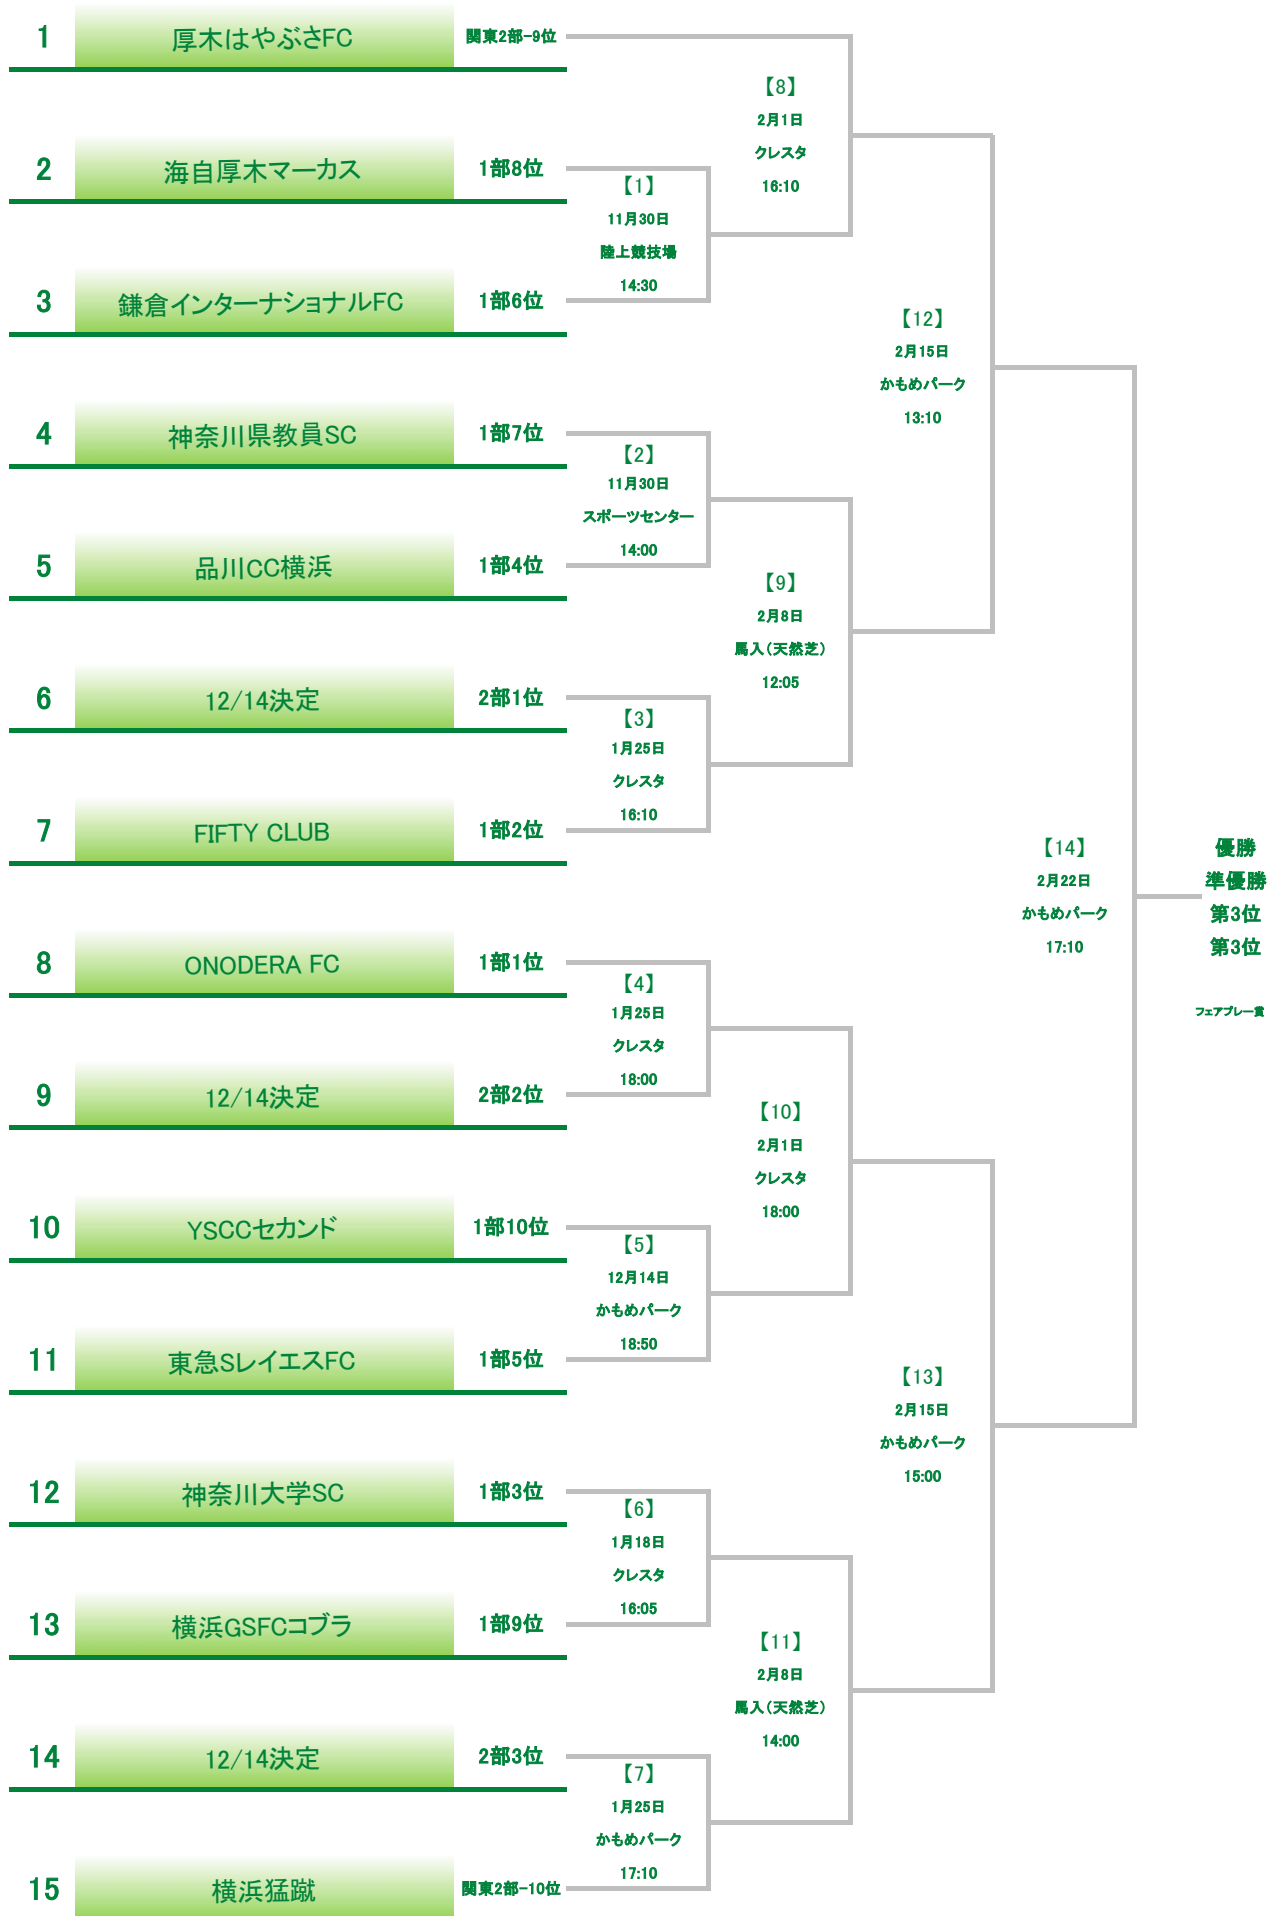 1 厚木はやぶさFC 関東2部-9位
【8】
2月1日
クレスタ
16:10
2 海自厚木マーカス 1部8位
【1】
11月30日
陸上競技場
14:30
3 鎌倉インターナショナルFC 1部6位
【12】
2月15日
かもめパーク
13:10
4 神奈川県教員SC 1部7位
【2】
11月30日
スポーツセンター
14:00
5 品川CC横浜 1部4位
【9】
2月8日
馬入(天然芝)
12:05
6 12/14決定 2部1位
【3】
1月25日
クレスタ
16:10
7 FIFTY CLUB 1部2位
【14】
2月22日
かもめパーク
17:10
優勝
準優勝
第3位
第3位
フェアプレー賞
8 ONODERA FC 1部1位
【4】
1月25日
クレスタ
18:00
9 12/14決定 2部2位
【10】
2月1日
クレスタ
18:00
10 YSCCセカンド 1部10位
【5】
12月14日
かもめパーク
18:50
11 東急SレイエスFC 1部5位
【13】
2月15日
かもめパーク
15:00
12 神奈川大学SC 1部3位
【6】
1月18日
クレスタ
16:05
13 横浜GSFCコブラ 1部9位
【11】
2月8日
馬入(天然芝)
14:00
14 12/14決定 2部3位
【7】
1月25日
かもめパーク
17:10
15 横浜猛蹴 関東2部-10位